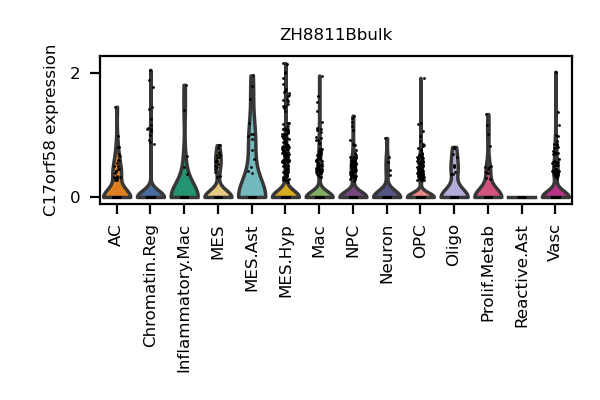 ZH8811Bbulk
C17orf58 expression
2
0
AC
Chromatin.Reg
Inflammatory.Mac
MES
MES.Ast
MES.Hyp
Mac
NPC
Neuron
OPC
Oligo
Prolif.Metab
Reactive.Ast
Vasc